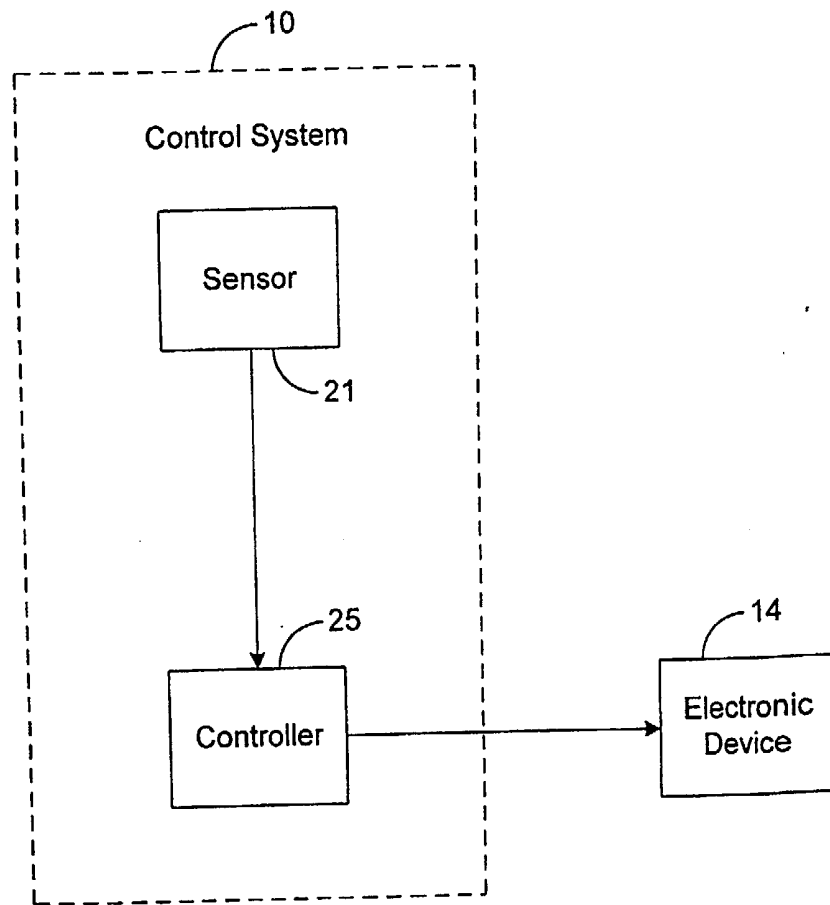 10
Control System
Sensor
21
25
Controller
14
Electronic
Device